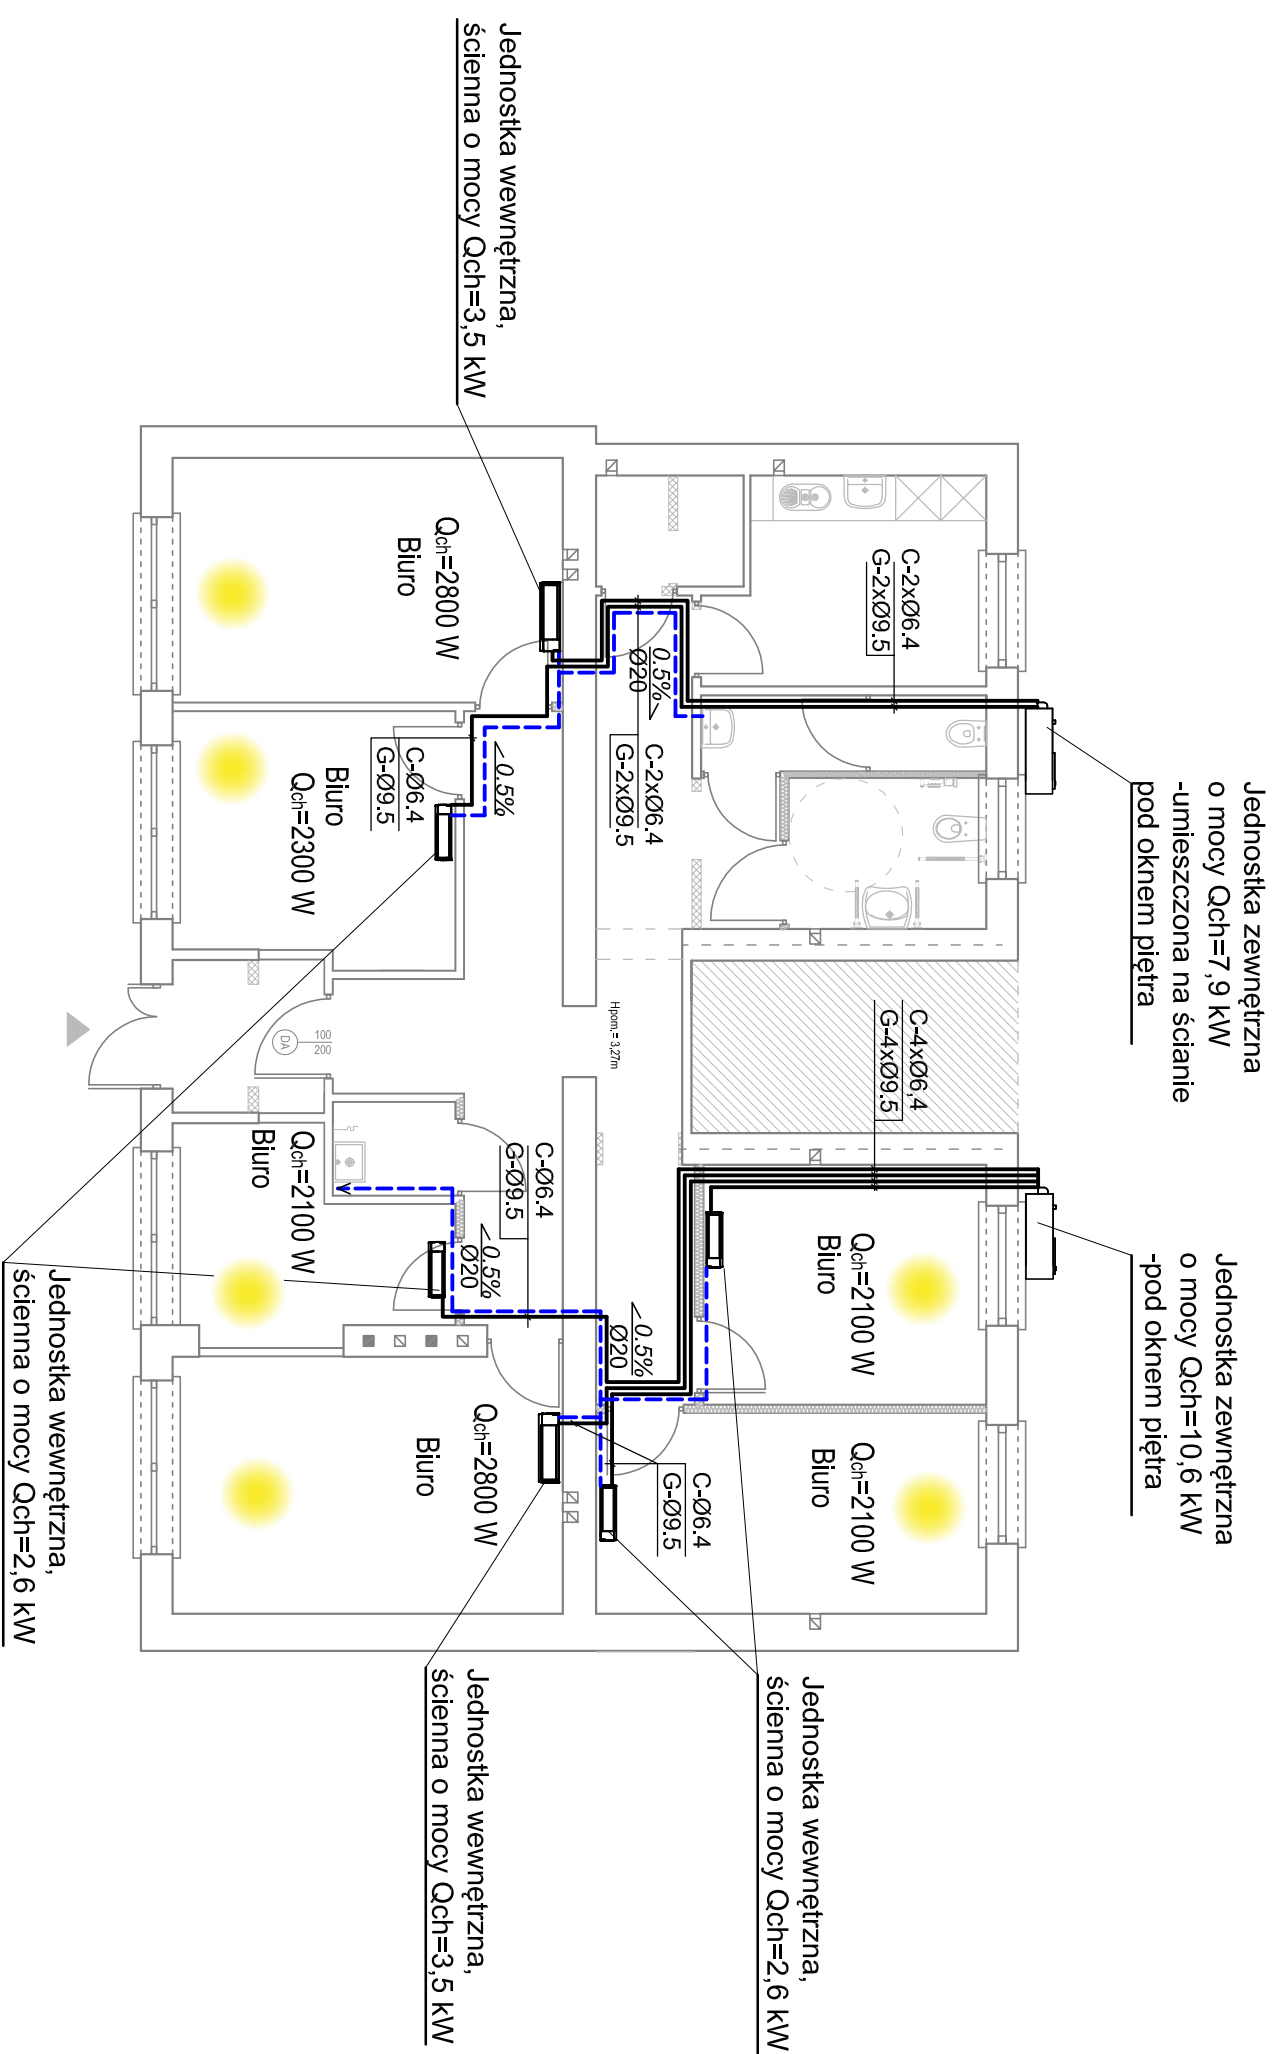 Jednostka zewnętrzna
o mocy Qch=7,9 kW
-umieszczona na ścianie
pod oknem piętra
Jednostka zewnętrzna
o mocy Qch=10,6 kW
-pod oknem piętra
C-2xØ6.4
G-2xØ9.5
C-4xØ6,4
G-4xØ9.5
Qch=2100 W
Biuro
Qch=2100 W
Biuro
0.5%
Ø20
C-2xØ6.4
G-2xØ9.5
Hpom.= 3,27m
0.5%
Ø20
C-Ø6.4
G-Ø9.5
Jednostka wewnętrzna,
ścienna o mocy Qch=2,6 kW
Jednostka wewnętrzna,
ścienna o mocy Qch=3,5 kW
Qch=2800 W
Biuro
0.5%
C-Ø6.4
G-Ø9.5
C-Ø6.4
G-Ø9.5
0.5%
Ø20
Qch=2800 W
Biuro
Jednostka wewnętrzna,
ścienna o mocy Qch=3,5 kW
Biuro
Qch=2300 W
100
200
DA
Qch=2100 W
Biuro
Jednostka wewnętrzna,
ścienna o mocy Qch=2,6 kW